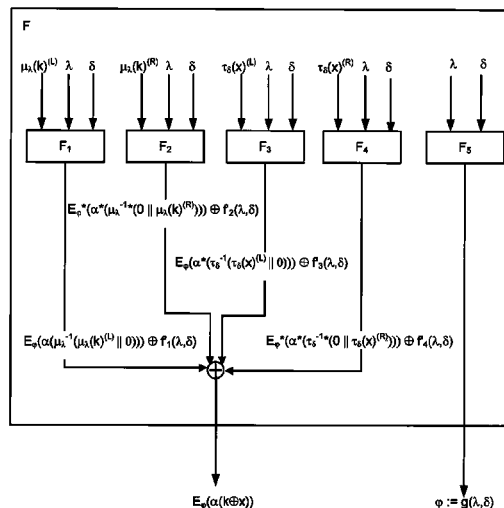 F
μλ(k)⁽ᴸ⁾ λ δ μλ(k)⁽ᴿ⁾ λ δ τδ(x)⁽ᴸ⁾ λ δ τδ(x)⁽ᴿ⁾ λ δ λ δ
F₁ F₂ F₃ F₄ F₅
Eφ*(α*(μλ⁻¹*(0 || μλ(k)⁽ᴿ⁾))) ⊕ f'₂(λ,δ)
Eφ(α*(τδ⁻¹(τδ(x)⁽ᴸ⁾ || 0))) ⊕ f'₃(λ,δ)
Eφ(α(μλ⁻¹(μλ(k)⁽ᴸ⁾ || 0))) ⊕ f'₁(λ,δ) Eφ*(α*(τδ⁻¹*(0 || τδ(x)⁽ᴿ⁾))) ⊕ f'₄(λ,δ)
Eφ(α(k⊕x)) φ := g(λ,δ)